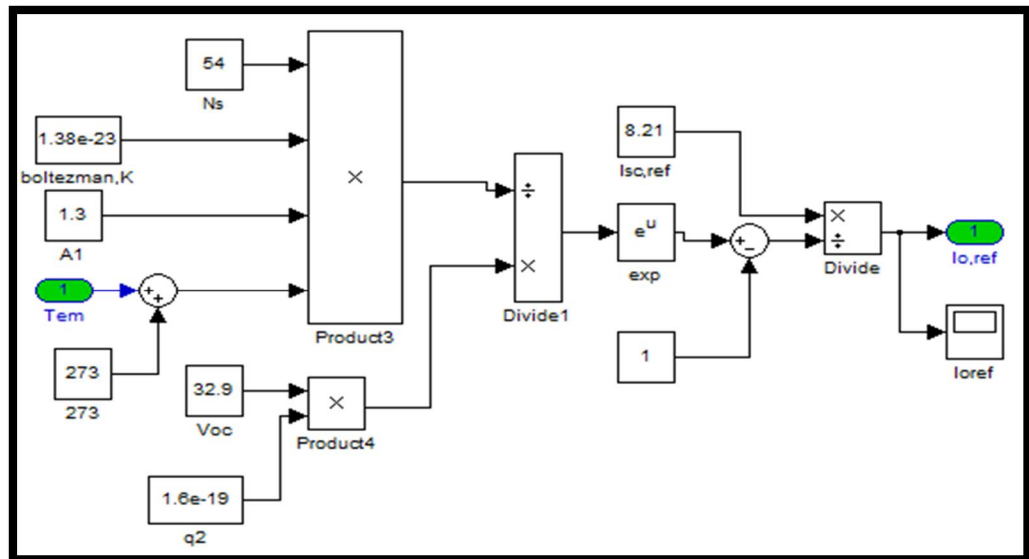 54
Ns
1.38e-23
boltezman,K
1.3
A1
1
Tem
273
273
×
Product3
32.9
Voc
×
Product4
1.6e-19
q2
÷
×
Divide1
eᵘ
exp
8.21
Isc,ref
+
−
+
+
1
×
÷
Divide
1
Io,ref
Ioref